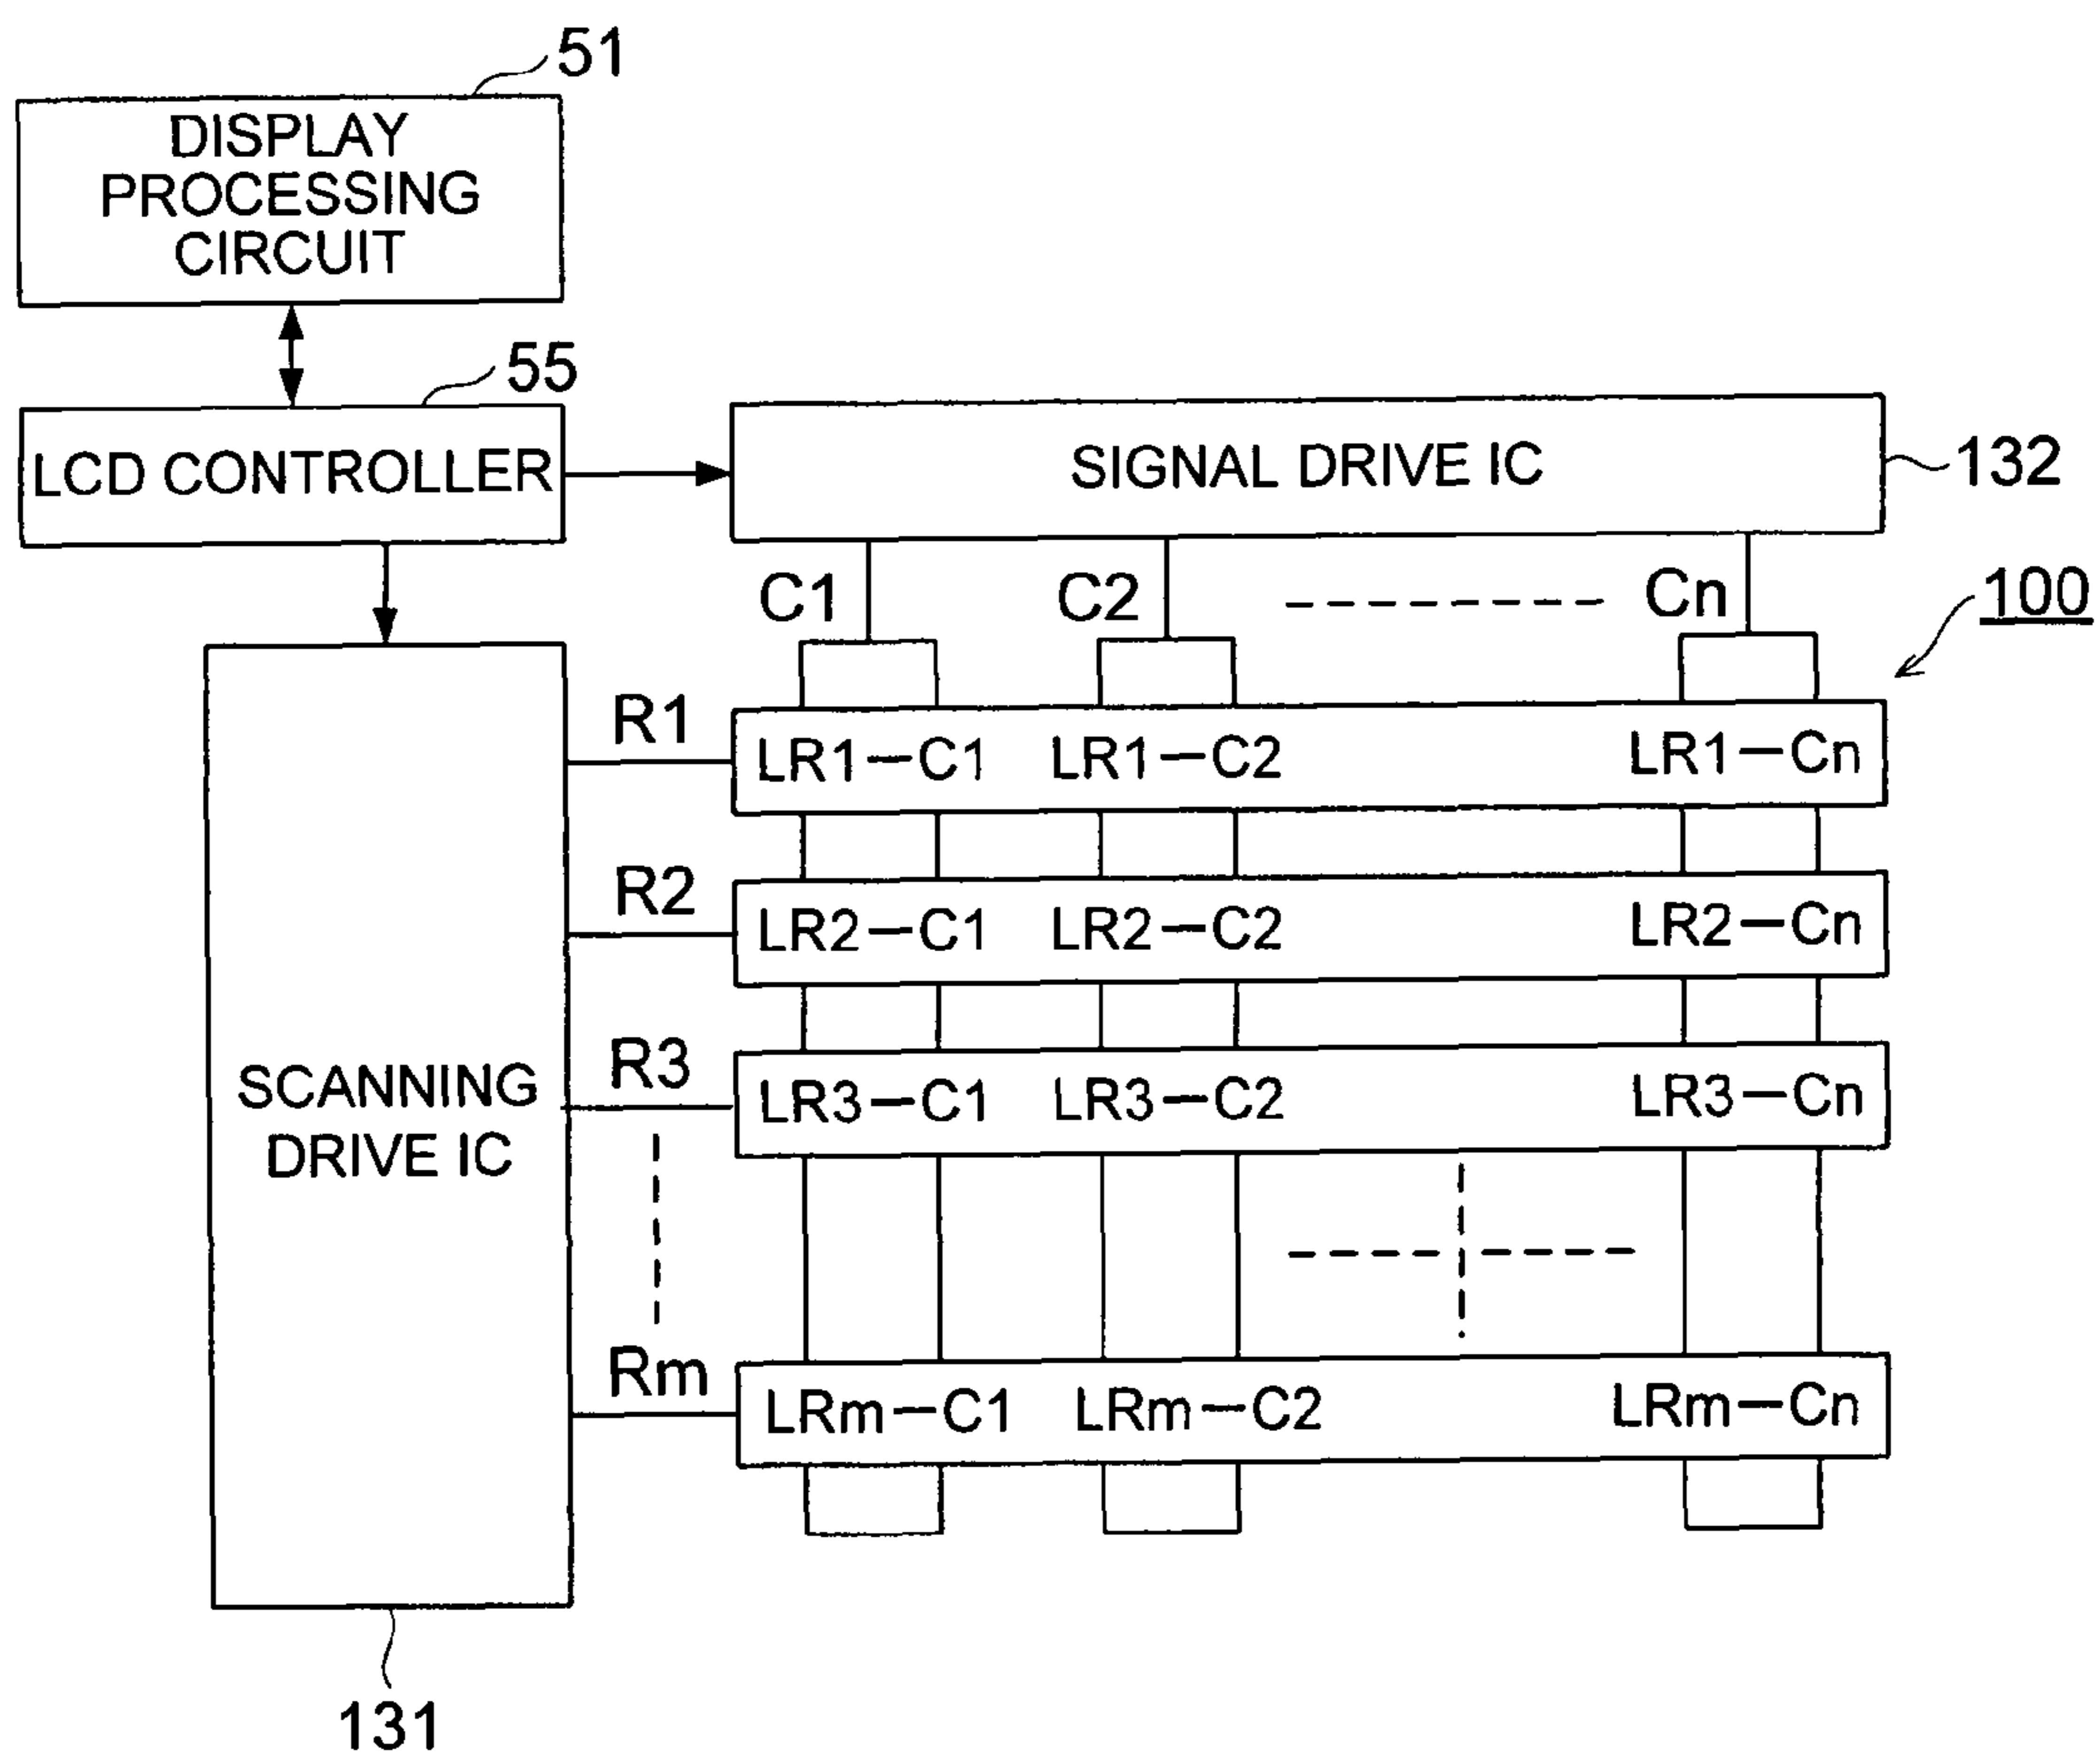 51
DISPLAY
PROCESSING
CIRCUIT
55
LCD CONTROLLER
SIGNAL DRIVE IC
132
C1
C2
Cn
100
R1
LR1—C1
LR1—C2
LR1—Cn
R2
LR2—C1
LR2—C2
LR2—Cn
R3
LR3—C1
LR3—C2
LR3—Cn
SCANNING
DRIVE IC
Rm
LRm—C1
LRm—C2
LRm—Cn
131